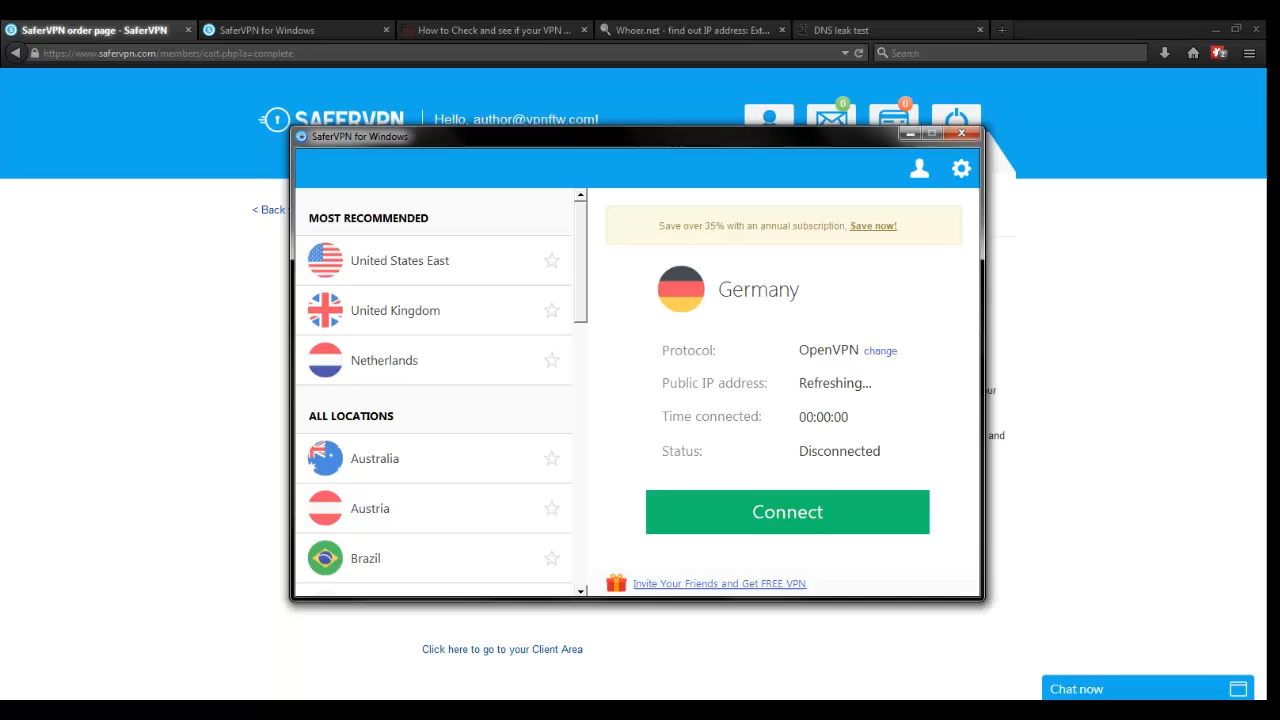 SaferVPN order page - SaferVPN
SaferVPN for Windows
How to Check and see if your VPN ...
Whoer.net - find out IP address: Ext...
DNS leak test
https://www.safervpn.com/members/cart.php?a=complete
Search
2
SAFERVPN
Hello, author@vpnftw.com!
0
0
< Back
SaferVPN for Windows
MOST RECOMMENDED
United States East
United Kingdom
Netherlands
ALL LOCATIONS
Australia
Austria
Brazil
Save over 35% with an annual subscription, Save now!
Germany
Protocol: OpenVPN change
Public IP address: Refreshing...
Time connected: 00:00:00
Status: Disconnected
Connect
Invite Your Friends and Get FREE VPN
and
Click here to go to your Client Area
Chat now